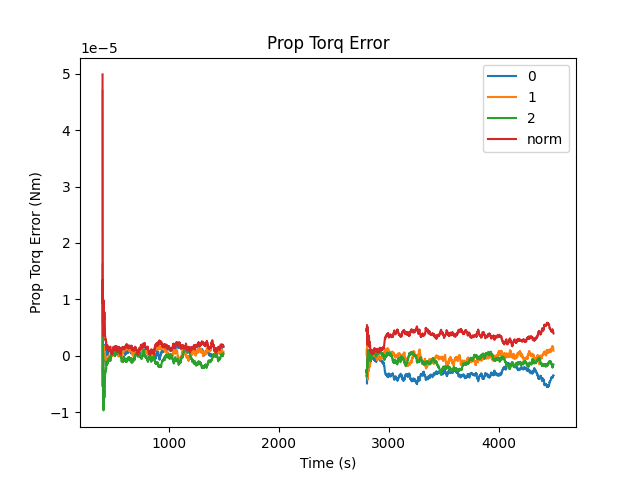 Prop Torq Error
1e−5
5
4
3
2
1
0
−1
Prop Torq Error (Nm)
1000
2000
3000
4000
Time (s)
0
1
2
norm